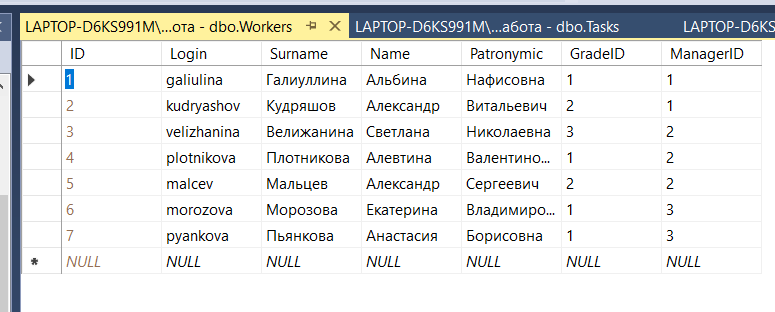 LAPTOP-D6KS991M\...ота - dbo.Workers LAPTOP-D6KS991M\...абота - dbo.Tasks LAPTOP-D6KS
ID Login Surname Name Patronymic GradeID ManagerID
1 galiulina Галиуллина Альбина Нафисовна 1 1
2 kudryashov Кудряшов Александр Витальевич 2 1
3 velizhanina Велижанина Светлана Николаевна 3 2
4 plotnikova Плотникова Алевтина Валентино... 1 2
5 malcev Мальцев Александр Сергеевич 2 2
6 morozova Морозова Екатерина Владимиро... 1 3
7 pyankova Пьянкова Анастасия Борисовна 1 3
NULL NULL NULL NULL NULL NULL NULL